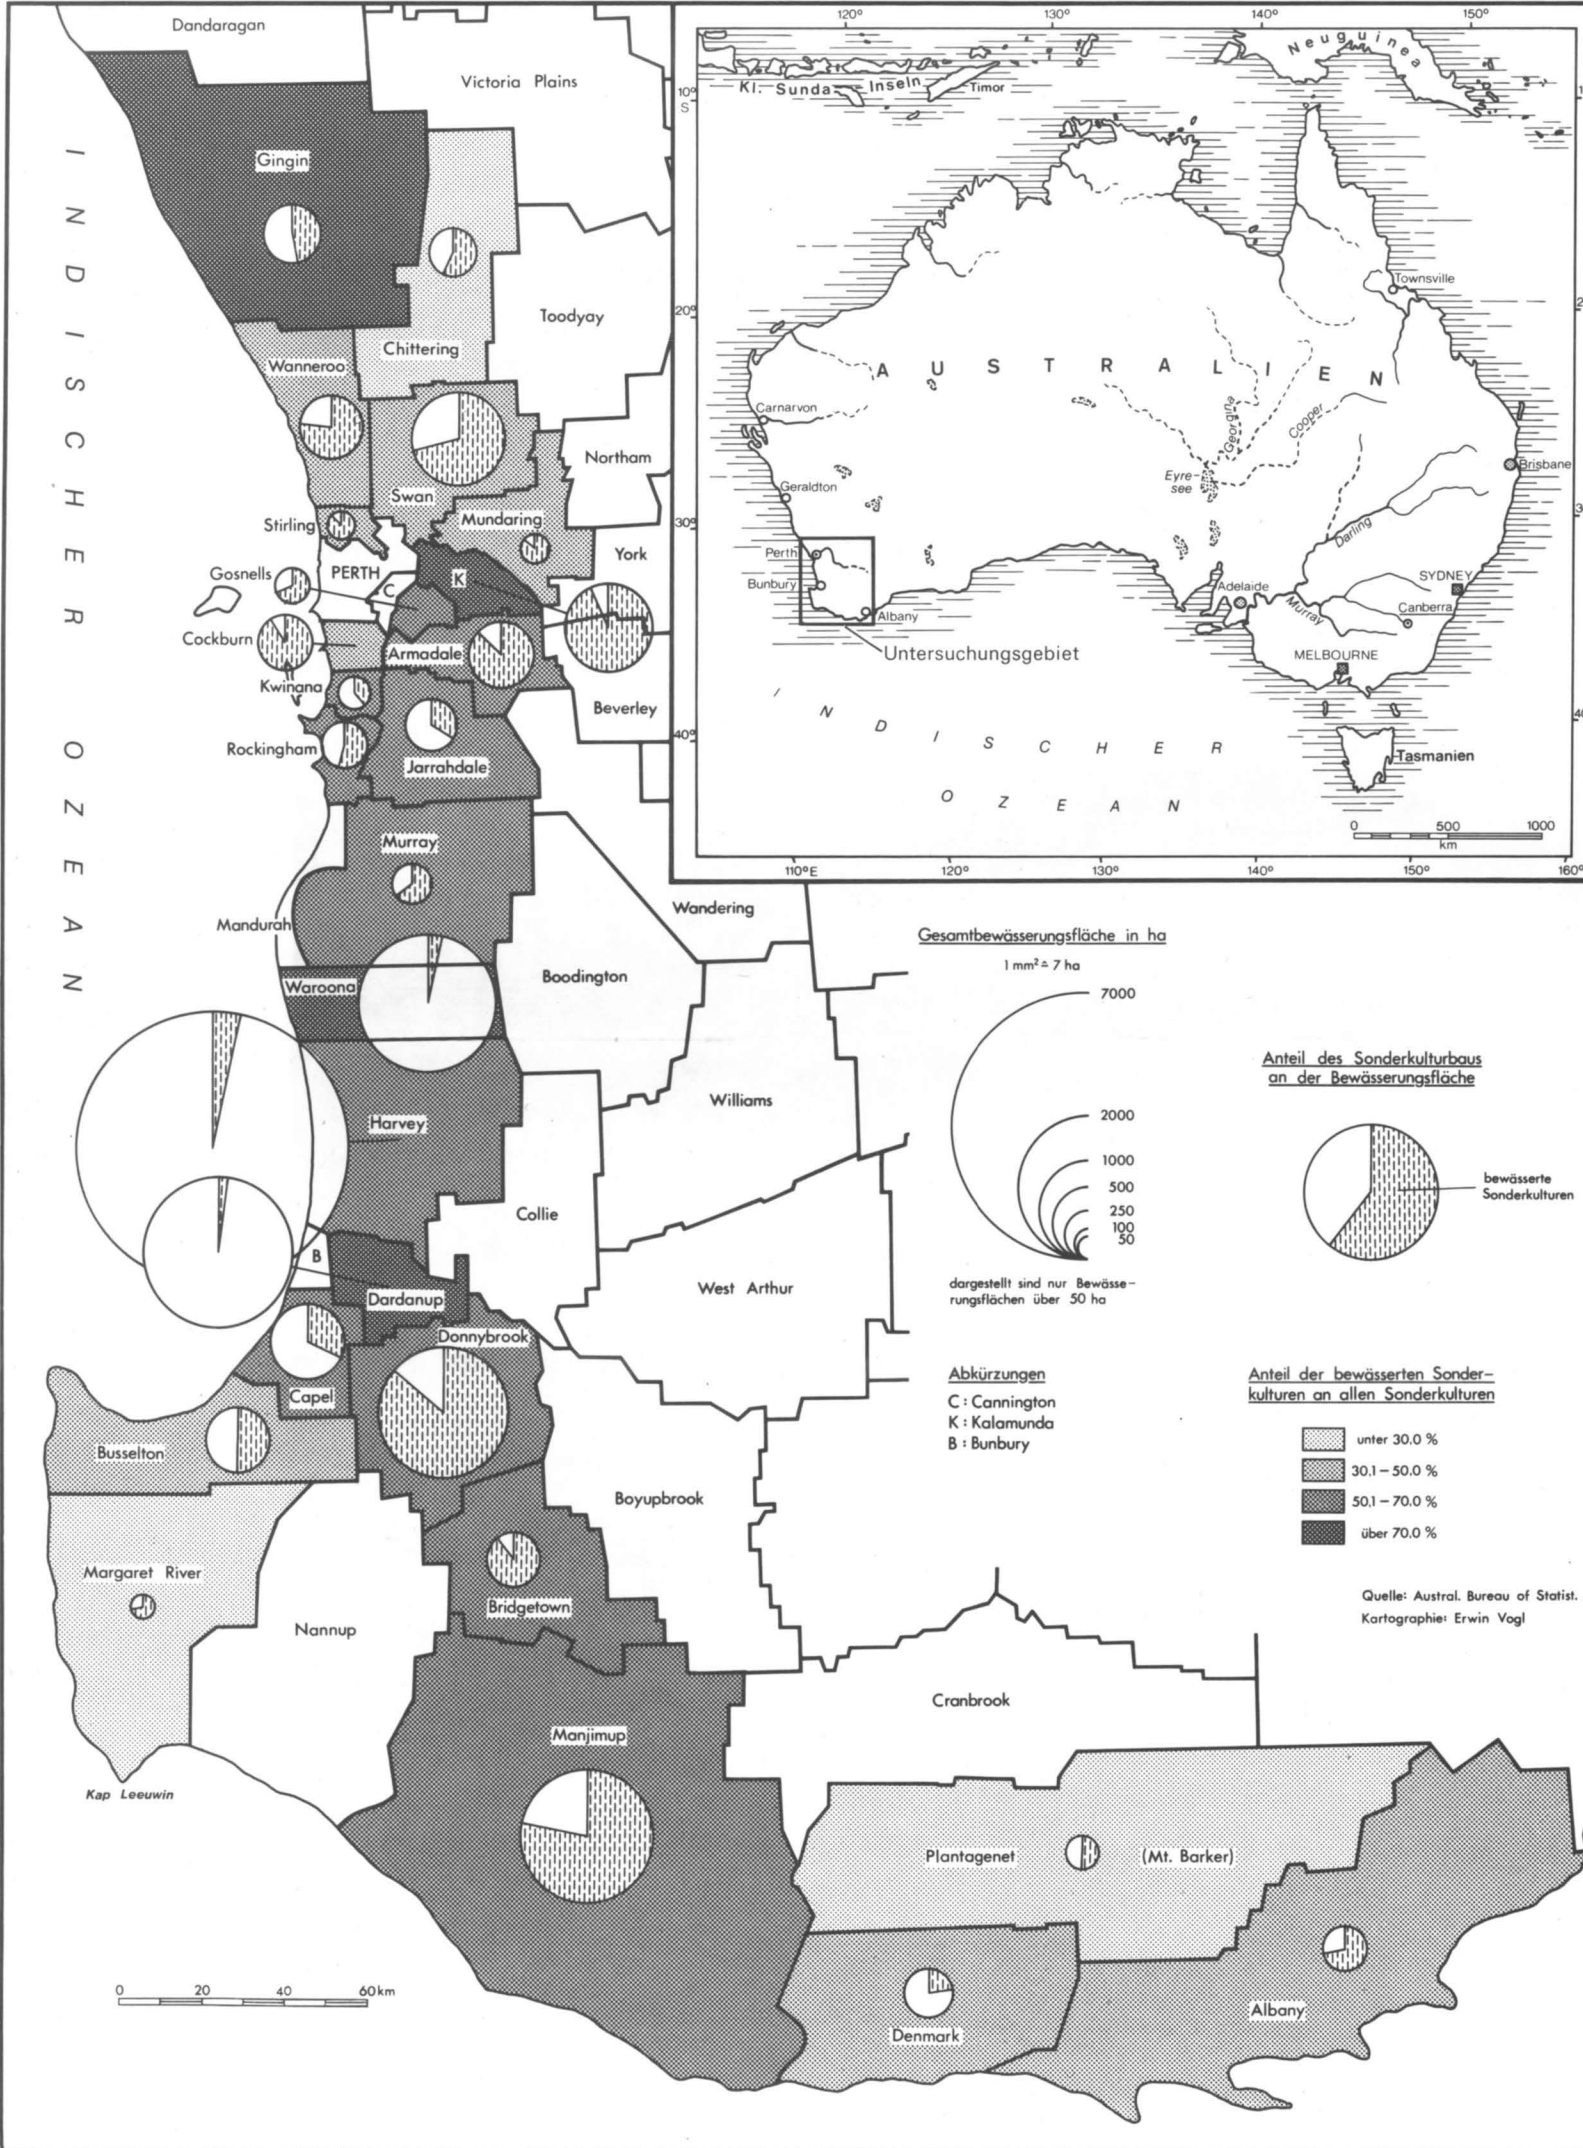 Dandaragan
Victoria Plains
Gingin
Toodyay
Chittering
Wanneroo
Northam
Swan
Stirling
Mundaring
York
PERTH
C
K
Gosnells
Cockburn
Armadale
Kwinana
Beverley
Rockingham
Jarrahdale
Murray
Mandurah
Wandering
Waroona
Boodington
Harvey
Williams
Collie
B
Dardanup
West Arthur
Donnybrook
Capel
Busselton
Boyupbrook
Margaret River
Bridgetown
Nannup
Cranbrook
Manjimup
Kap Leeuwin
Plantagenet (Mt. Barker)
Denmark
Albany
INDISCHER OZEAN
0 20 40 60 km
120° 130° 140° 150°
10°
S
20°
30°
40°
110°E 120° 130° 140° 150° 160°
Neuguinea
Kl. Sunda Inseln
Timor
Townsville
AUSTRALIEN
Carnarvon
Georgina
Cooper
Eyre-
see
Brisbane
Geraldton
Darling
Perth
Bunbury
Albany
Adelaide
Murray
SYDNEY
Canberra
MELBOURNE
Untersuchungsgebiet
INDISCHER
OZEAN
Tasmanien
0 500 1000
km
Gesamtbewässerungsfläche in ha
1 mm² ≙ 7 ha
7000
2000
1000
500
250
100
50
dargestellt sind nur Bewässe-
rungsflächen über 50 ha
Anteil des Sonderkulturbaus
an der Bewässerungsfläche
bewässerte
Sonderkulturen
Abkürzungen
C : Cannington
K : Kalamunda
B : Bunbury
Anteil der bewässerten Sonder-
kulturen an allen Sonderkulturen
unter 30.0 %
30.1 – 50.0 %
50.1 – 70.0 %
über 70.0 %
Quelle: Austral. Bureau of Statist.
Kartographie: Erwin Vogl